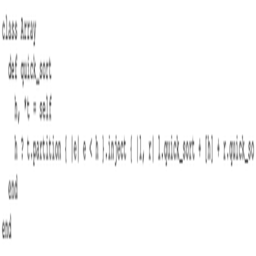 class Array
def quick_sort
h, *t = self
h ? t.partition { |e| e < h }.inject { |l, r| l.quick_sort + [h] + r.quick_so
end
end